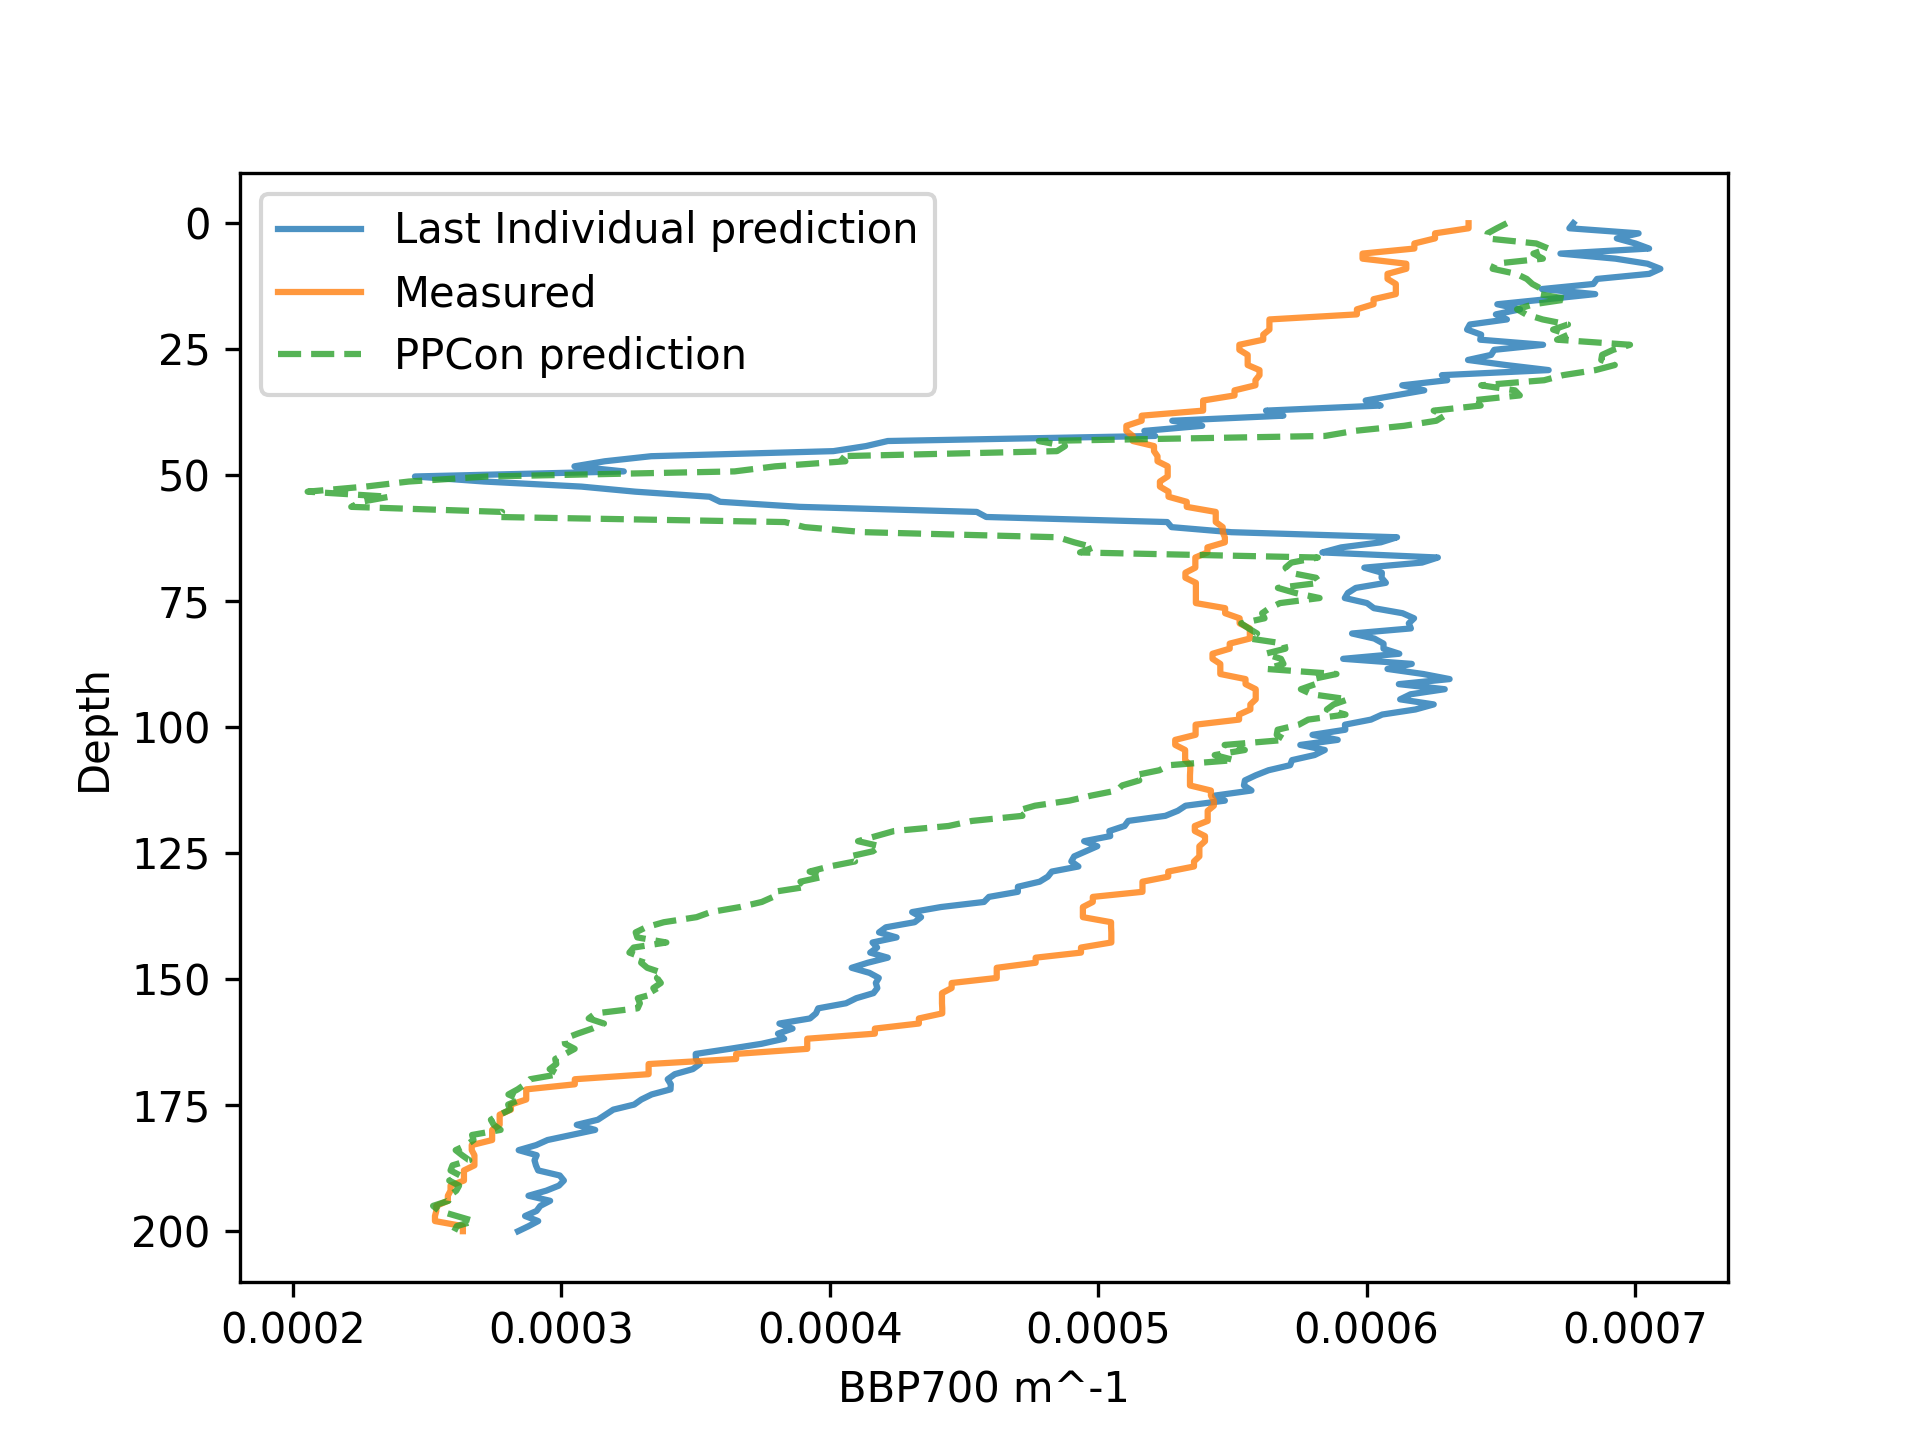 Last Individual prediction
Measured
PPCon prediction
0
25
50
75
100
125
150
175
200
Depth
0.0002 0.0003 0.0004 0.0005 0.0006 0.0007
BBP700 m^-1